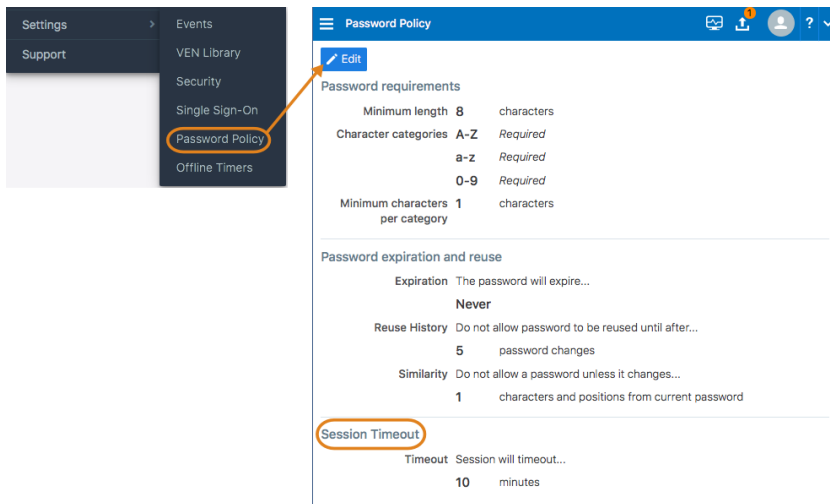 Settings >
Support
Events
VEN Library
Security
Single Sign-On
Password Policy
Offline Timers
Password Policy
1
?
Edit
Password requirements
Minimum length 8 characters
Character categories A-Z Required
a-z Required
0-9 Required
Minimum characters 1 characters
per category
Password expiration and reuse
Expiration The password will expire...
Never
Reuse History Do not allow password to be reused until after...
5 password changes
Similarity Do not allow a password unless it changes...
1 characters and positions from current password
Session Timeout
Timeout Session will timeout...
10 minutes